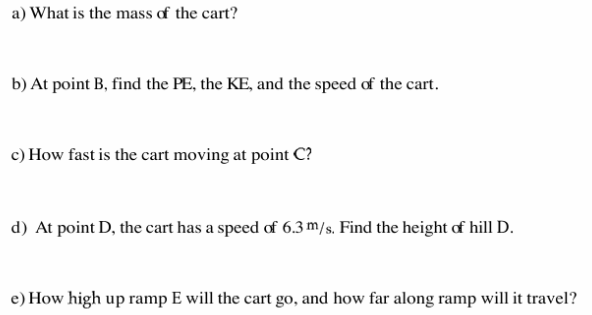 a) What is the mass of the cart?
b) At point B, find the PE, the KE, and the speed of the cart.
c) How fast is the cart moving at point C?
d) At point D, the cart has a speed of 6.3 m/s. Find the height of hill D.
e) How high up ramp E will the cart go, and how far along ramp will it travel?